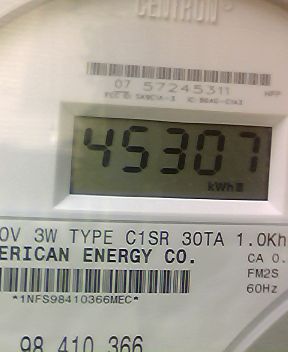 CENTRON®
07 57245311
HPP
45307
kWh
0V 3W TYPE C1SR 30TA 1.0Kh
ERICAN ENERGY CO.
CA 0.
FM2S
*1NFS98410366MEC*
60Hz
98 410 366